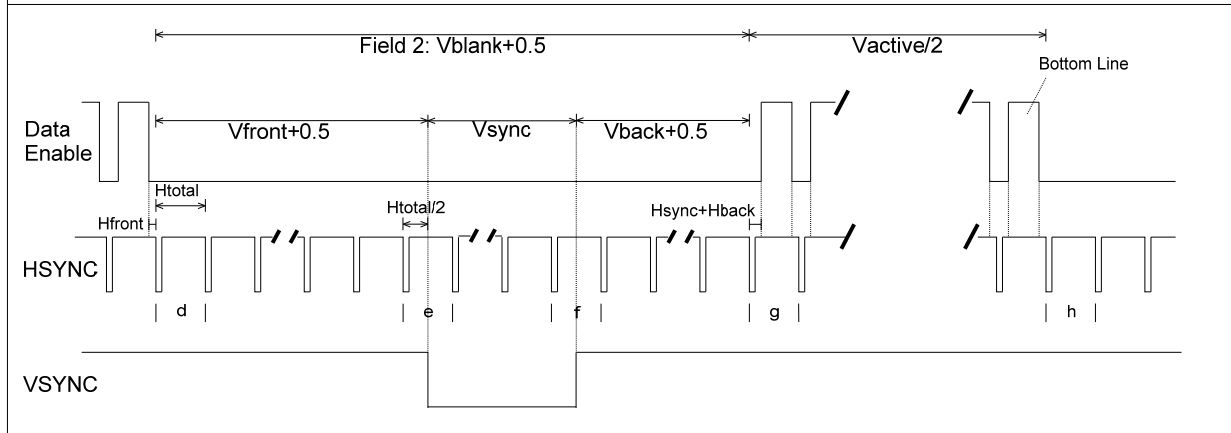 Field 2: Vblank+0.5
Vactive/2
Bottom Line
Data
Enable
Vfront+0.5
Vsync
Vback+0.5
Htotal
Hfront
Htotal/2
Hsync+Hback
HSYNC
d
e
f
g
h
VSYNC